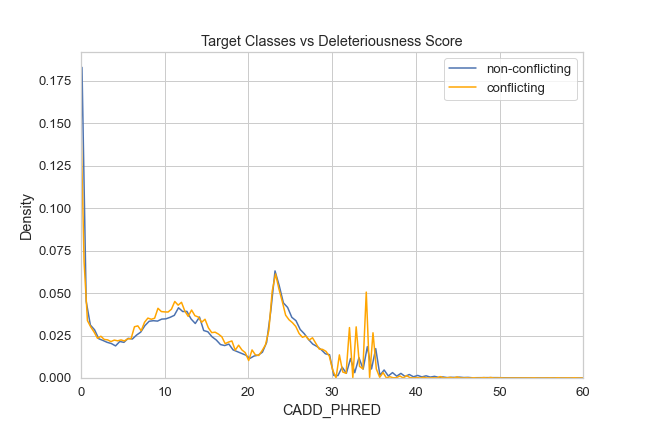 Target Classes vs Deleteriousness Score
non-conflicting
conflicting
0.175
0.150
0.125
0.100
0.075
0.050
0.025
0.000
Density
0 10 20 30 40 50 60
CADD_PHRED